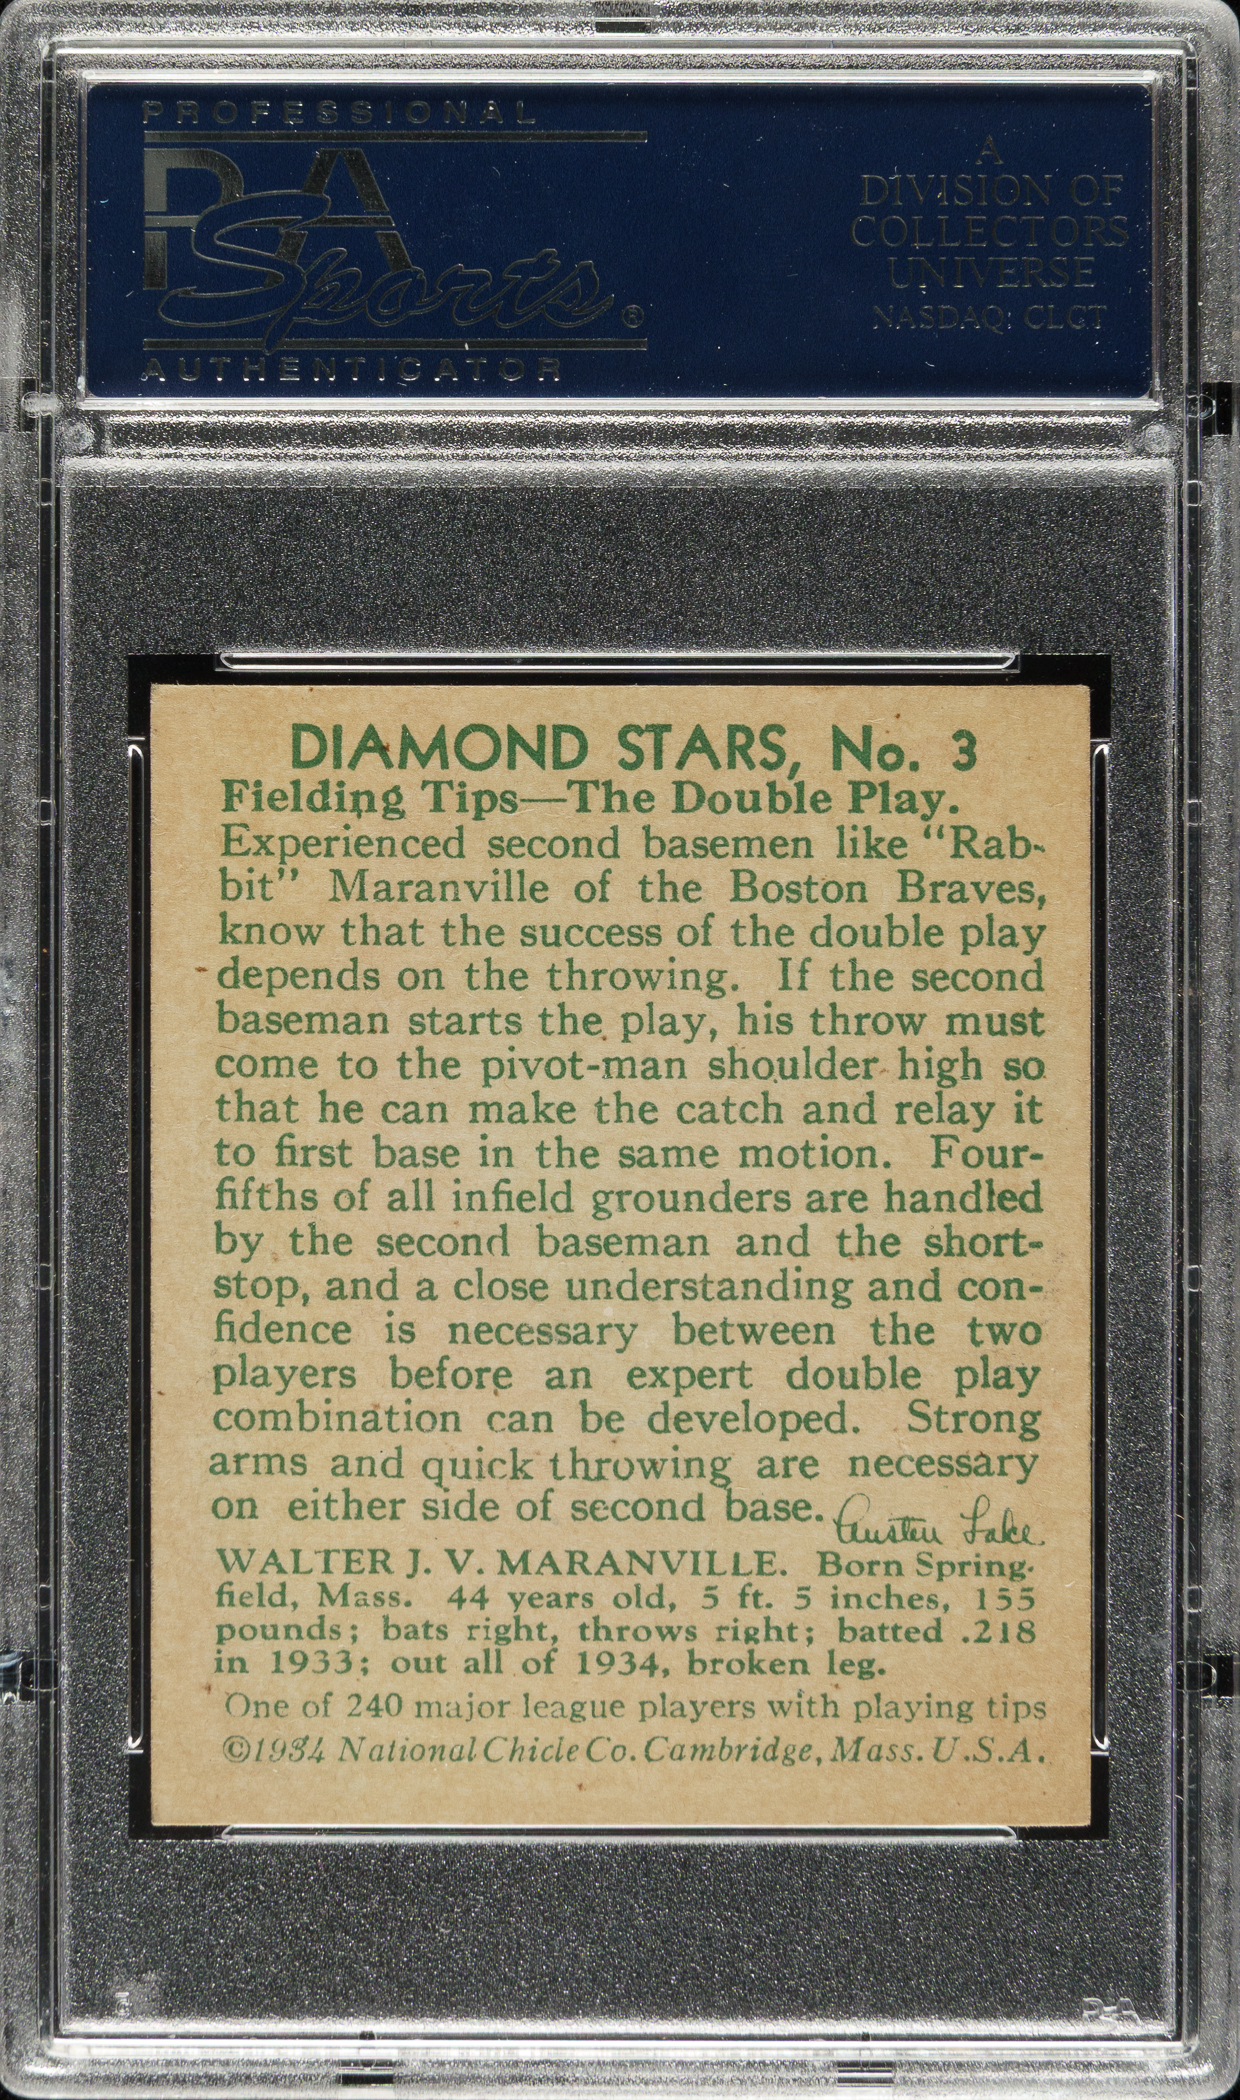 PROFESSIONAL
PSA
Sports®
AUTHENTICATOR
A
DIVISION OF
COLLECTORS
UNIVERSE
NASDAQ: CLCT
DIAMOND STARS, No. 3
Fielding Tips—The Double Play.
Experienced second basemen like "Rab-
bit" Maranville of the Boston Braves,
know that the success of the double play
depends on the throwing. If the second
baseman starts the play, his throw must
come to the pivot-man shoulder high so
that he can make the catch and relay it
to first base in the same motion. Four-
fifths of all infield grounders are handled
by the second baseman and the short-
stop, and a close understanding and con-
fidence is necessary between the two
players before an expert double play
combination can be developed. Strong
arms and quick throwing are necessary
on either side of second base. Austen Lake
WALTER J. V. MARANVILLE. Born Spring-
field, Mass. 44 years old, 5 ft. 5 inches, 155
pounds; bats right, throws right; batted .218
in 1933; out all of 1934, broken leg.
One of 240 major league players with playing tips
©1934 National Chicle Co. Cambridge, Mass. U.S.A.
PSA